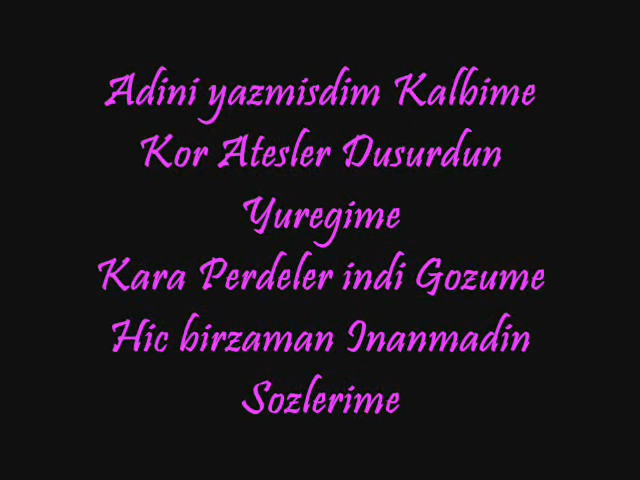 Adini yazmisdim Kalbime
Kor Atesler Dusurdun
Yuregime
Kara Perdeler indi Gozume
Hic birzaman Inanmadin
Sozlerime